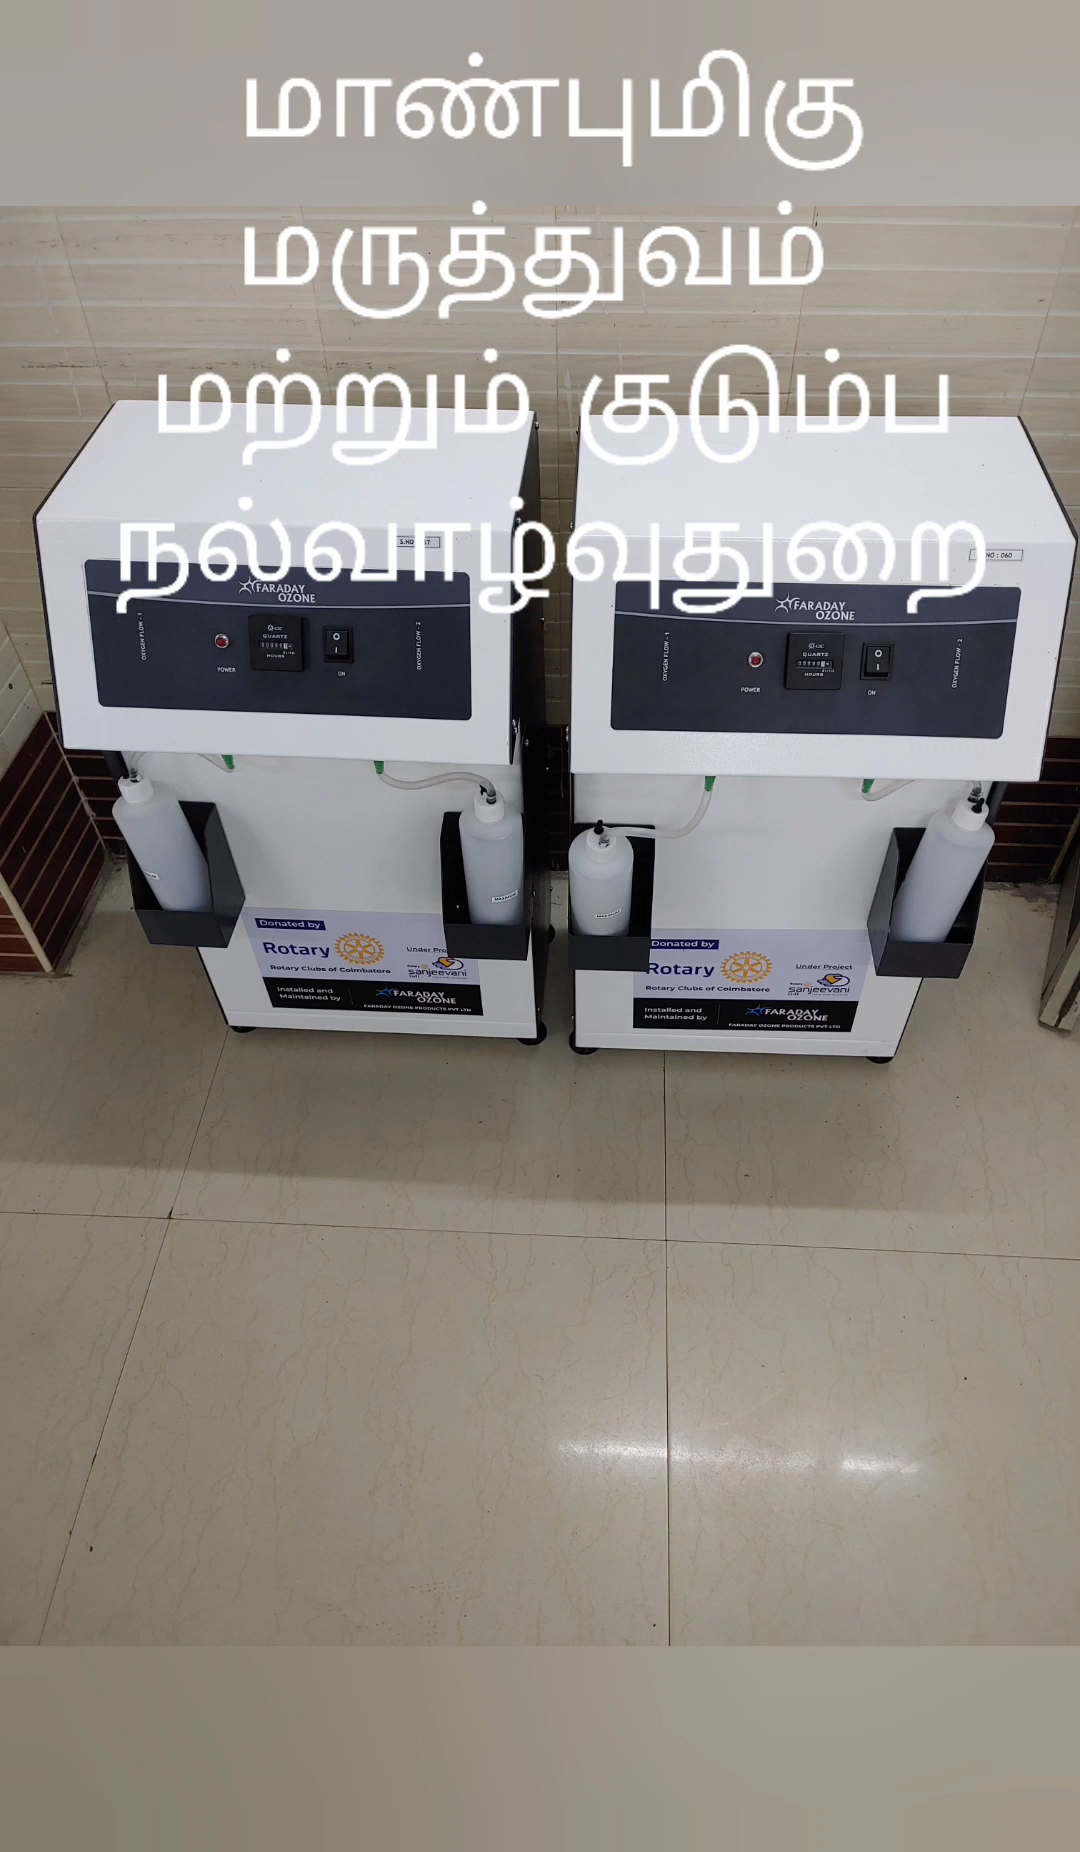 மாண்புமிகு
மருத்துவம்
மற்றும் குடும்ப
நல்வாழ்வுதுறை
FARADAY
OZONE
OXYGEN FLOW - 1
POWER
QUARTZ
HOURS
O
I
ON
OXYGEN FLOW - 2
Donated by
Rotary
Rotary Clubs of Coimbatore
sanjeevani
Installed and
Maintained by
FARADAY
OZONE
FARADAY OZONE PRODUCTS PVT LTD
NO : 060
FARADAY
OZONE
OXYGEN FLOW - 1
POWER
QUARTZ
HOURS
O
I
ON
OXYGEN FLOW - 2
Donated by
Rotary
Rotary Clubs of Coimbatore
Under Project
sanjeevani
Installed and
Maintained by
FARADAY
OZONE
FARADAY OZONE PRODUCTS PVT LTD